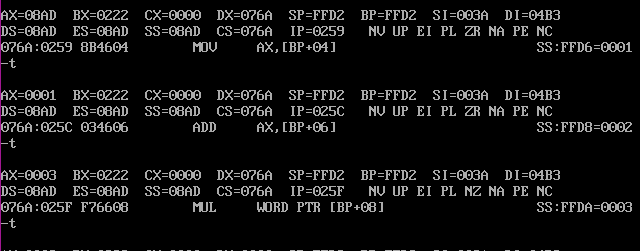 AX=08AD BX=0222 CX=0000 DX=076A SP=FFD2 BP=FFD2 SI=003A DI=04B3
DS=08AD ES=08AD SS=08AD CS=076A IP=0259 NV UP EI PL ZR NA PE NC
076A:0259 8B4604 MOV AX,[BP+04] SS:FFD6=0001
-t
AX=0001 BX=0222 CX=0000 DX=076A SP=FFD2 BP=FFD2 SI=003A DI=04B3
DS=08AD ES=08AD SS=08AD CS=076A IP=025C NV UP EI PL ZR NA PE NC
076A:025C 034606 ADD AX,[BP+06] SS:FFD8=0002
-t
AX=0003 BX=0222 CX=0000 DX=076A SP=FFD2 BP=FFD2 SI=003A DI=04B3
DS=08AD ES=08AD SS=08AD CS=076A IP=025F NV UP EI PL NZ NA PE NC
076A:025F F76608 MUL WORD PTR [BP+08] SS:FFDA=0003
-t